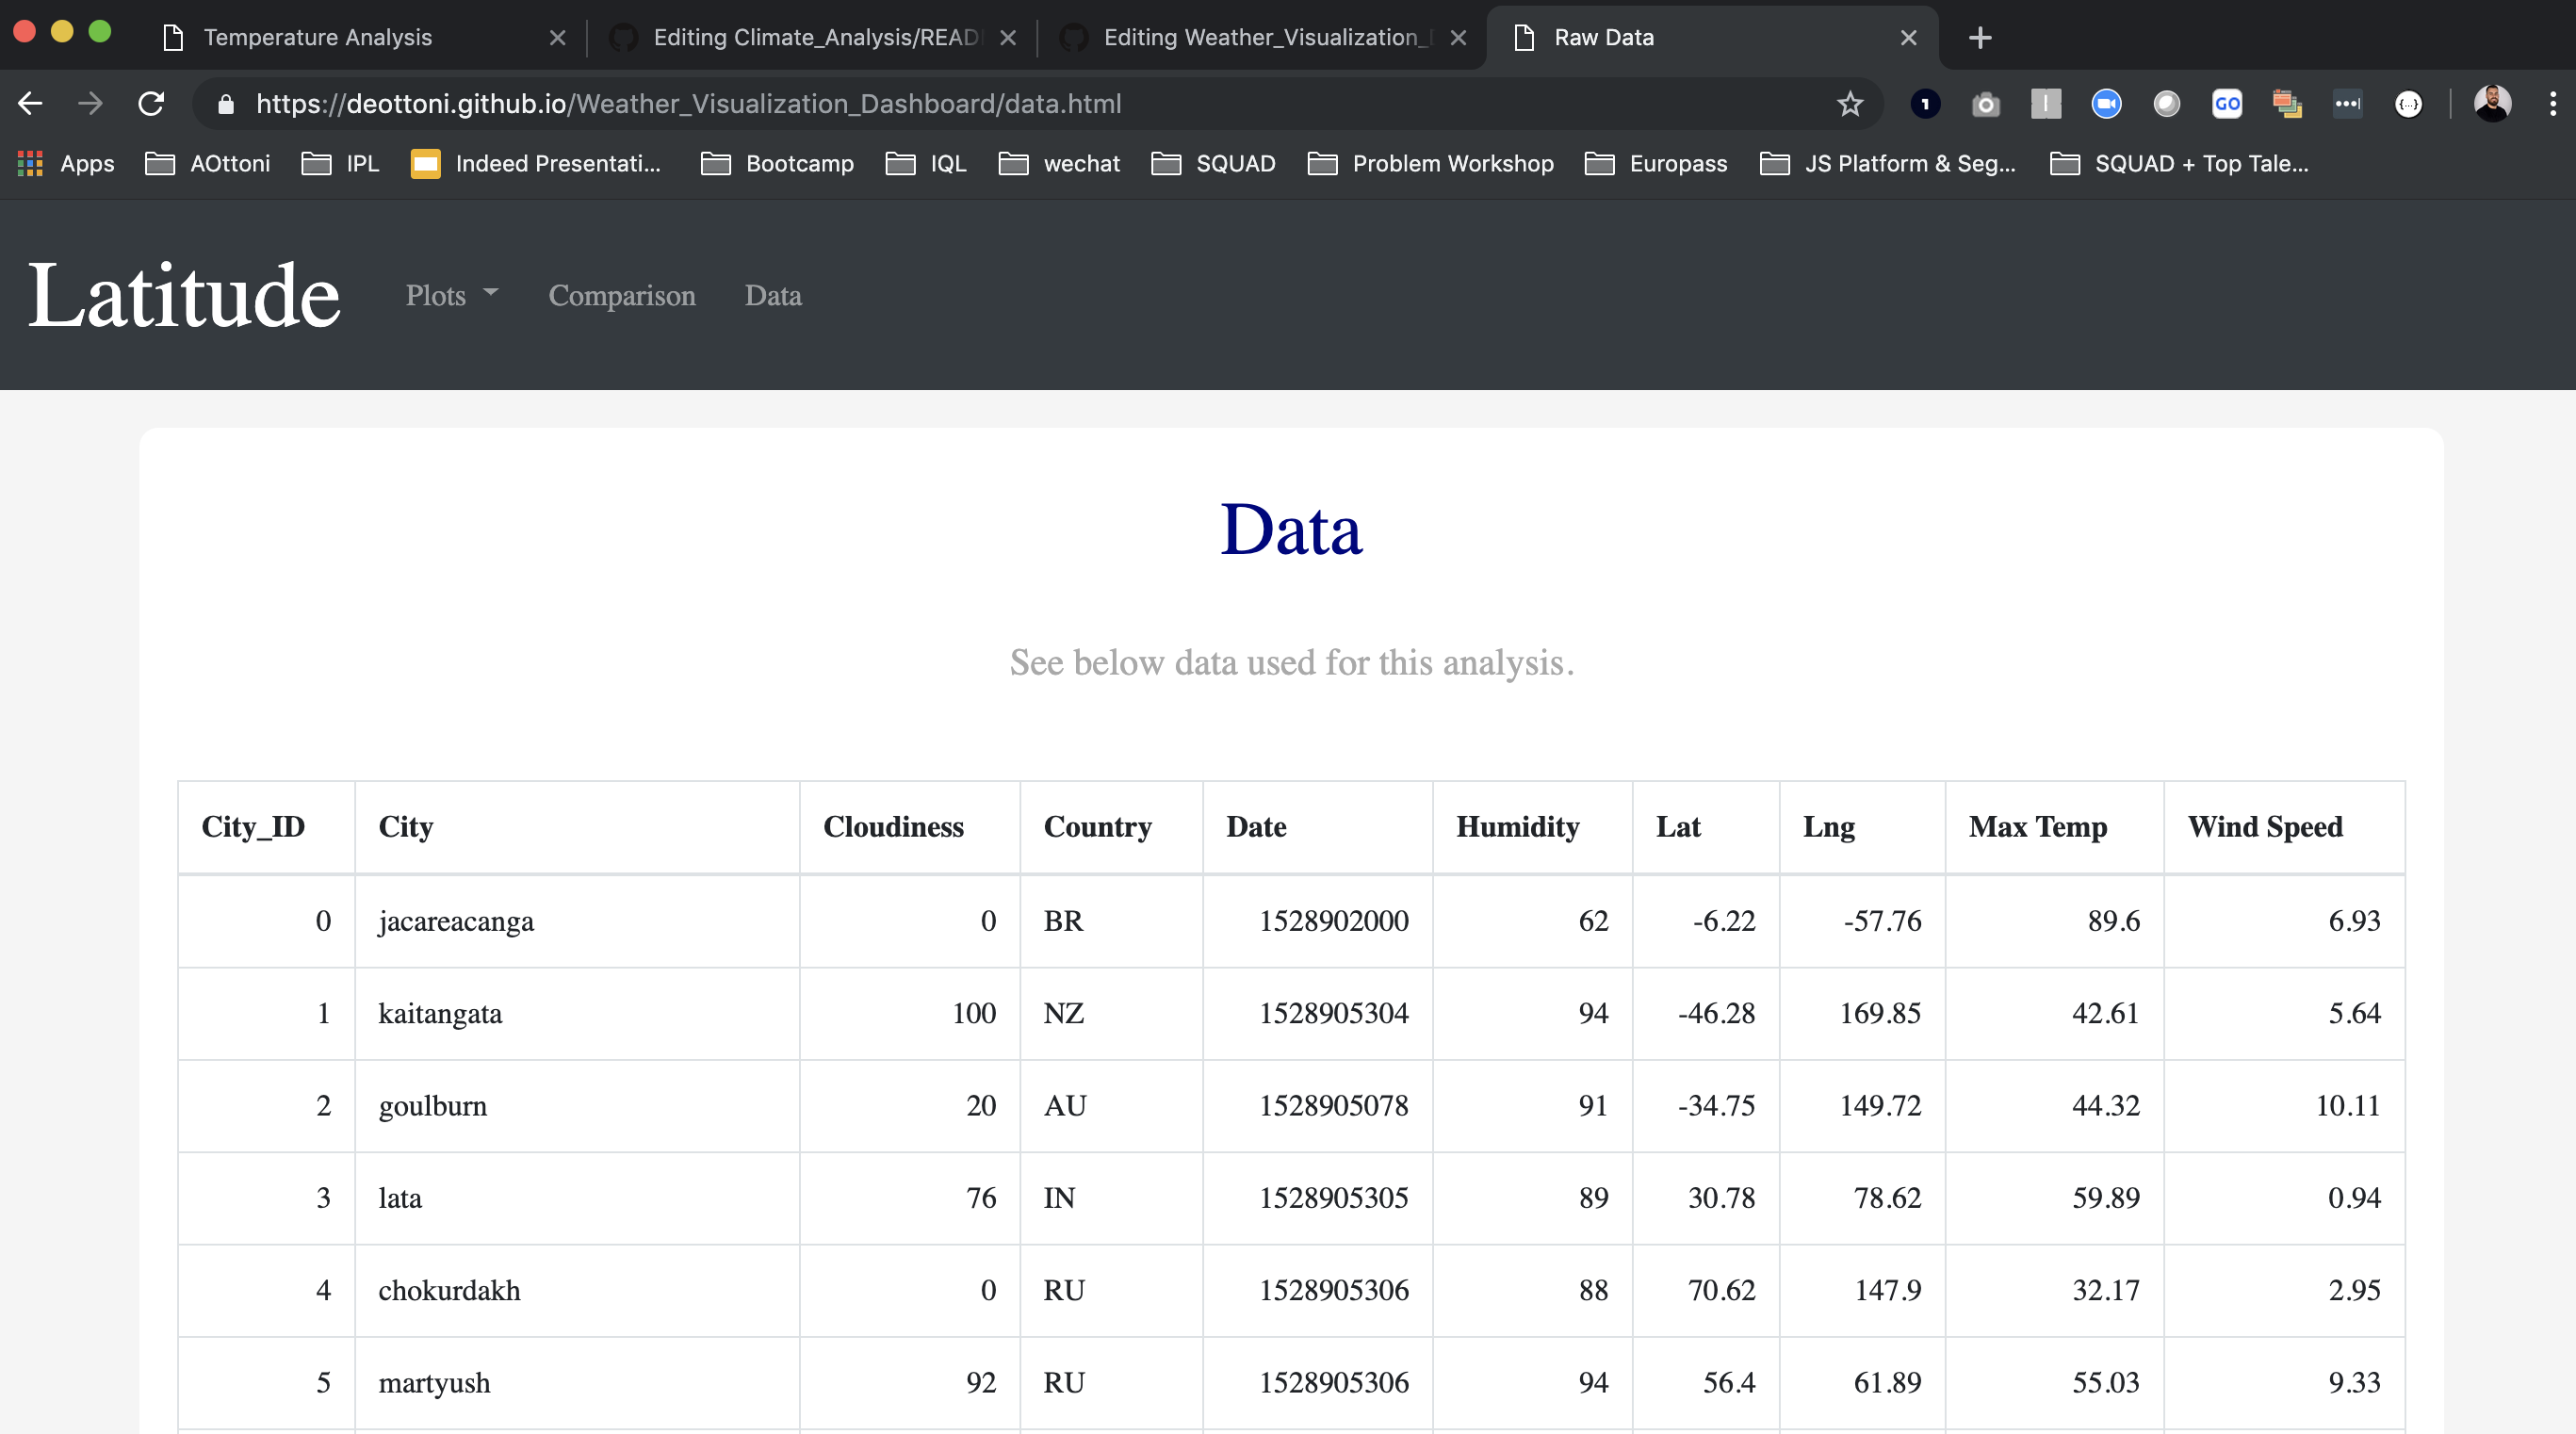 Temperature Analysis Editing Climate_Analysis/READ Editing Weather_Visualization_ Raw Data
https://deottoni.github.io/Weather_Visualization_Dashboard/data.html 1 GO
Apps AOttoni IPL Indeed Presentati... Bootcamp IQL wechat SQUAD Problem Workshop Europass JS Platform & Seg... SQUAD + Top Tale...
Latitude Plots Comparison Data
Data
See below data used for this analysis.
City_ID City Cloudiness Country Date Humidity Lat Lng Max Temp Wind Speed
0 jacareacanga 0 BR 1528902000 62 -6.22 -57.76 89.6 6.93
1 kaitangata 100 NZ 1528905304 94 -46.28 169.85 42.61 5.64
2 goulburn 20 AU 1528905078 91 -34.75 149.72 44.32 10.11
3 lata 76 IN 1528905305 89 30.78 78.62 59.89 0.94
4 chokurdakh 0 RU 1528905306 88 70.62 147.9 32.17 2.95
5 martyush 92 RU 1528905306 94 56.4 61.89 55.03 9.33